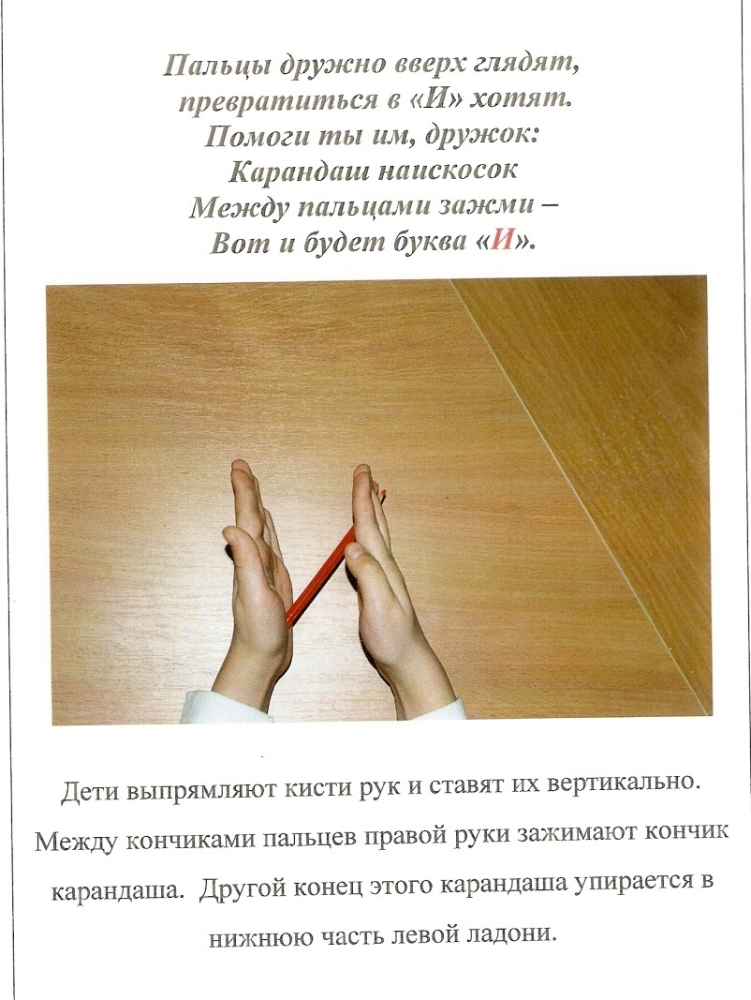 Пальцы дружно вверх глядят,
превратиться в «И» хотят.
Помоги ты им, дружок:
Карандаш наискосок
Между пальцами зажми –
Вот и будет буква «И».
Дети выпрямляют кисти рук и ставят их вертикально.
Между кончиками пальцев правой руки зажимают кончик
карандаша. Другой конец этого карандаша упирается в
нижнюю часть левой ладони.